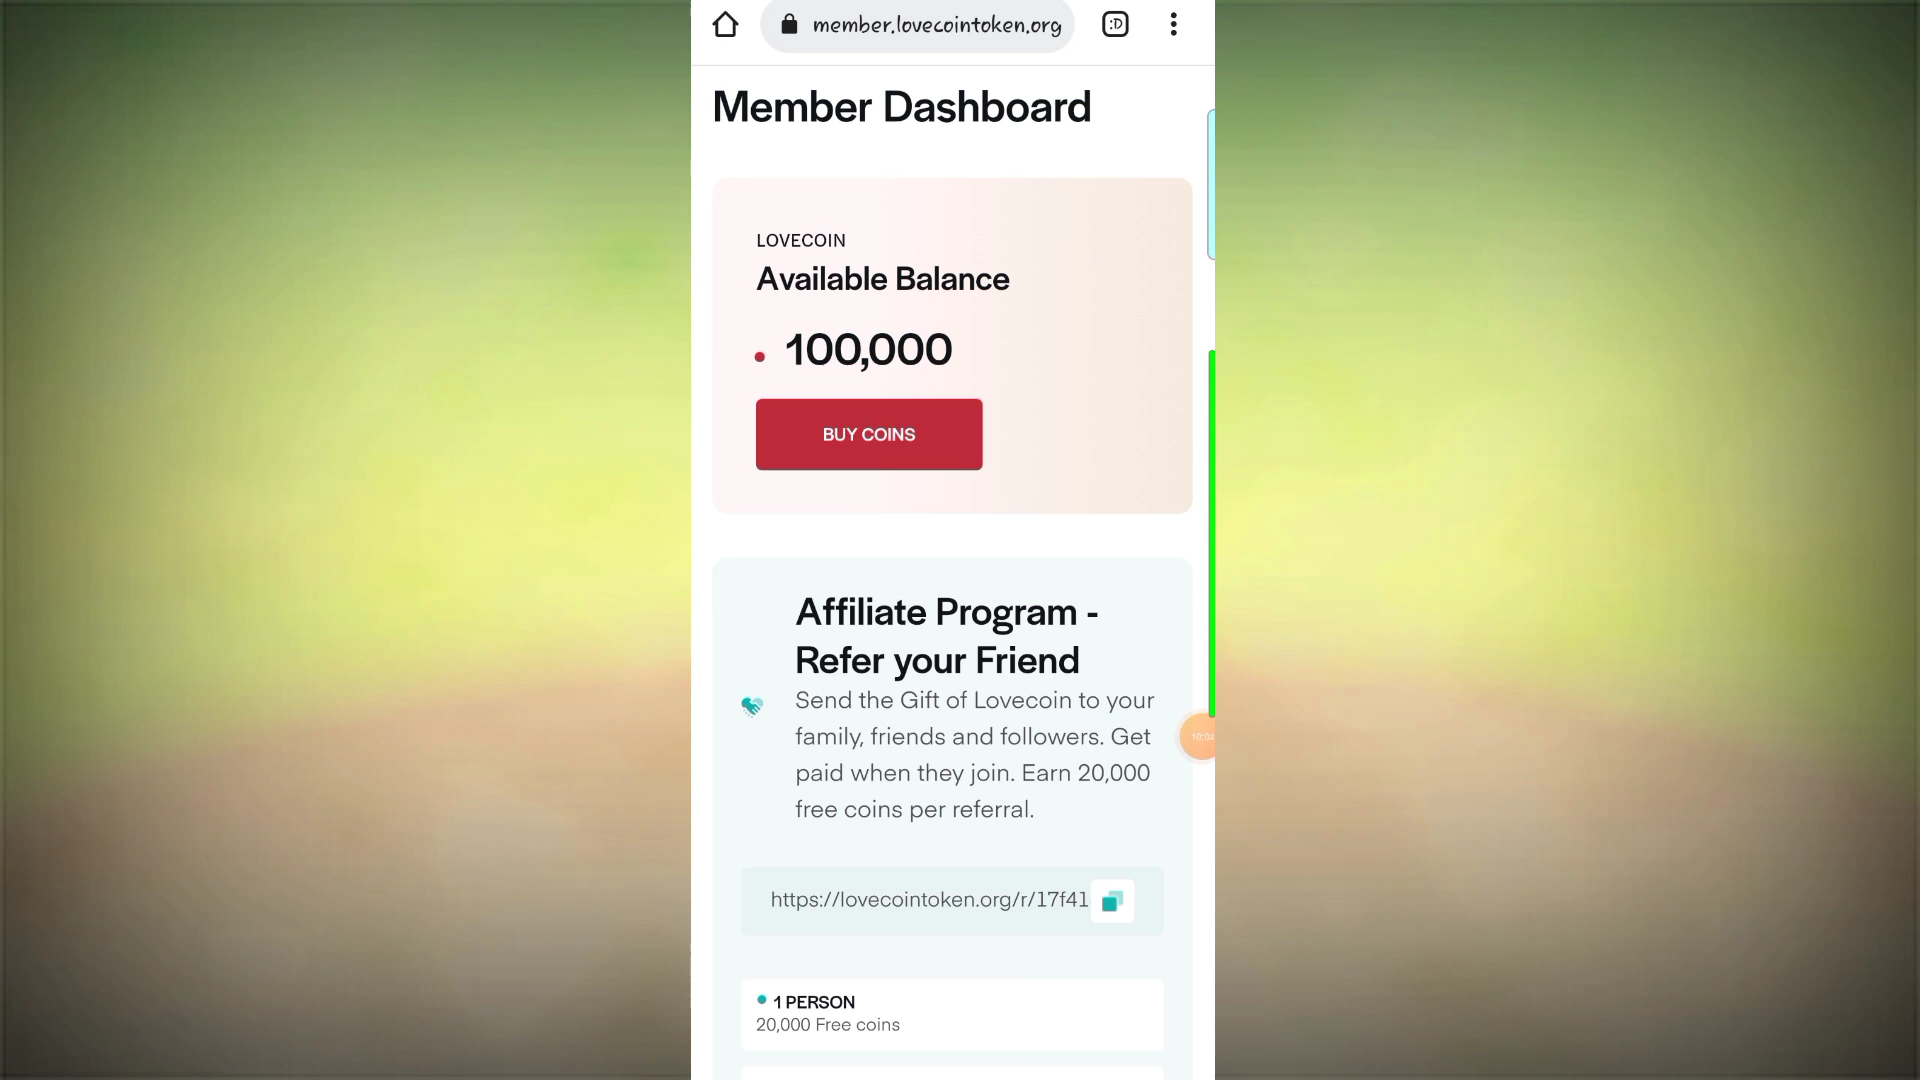 member.lovecointoken.org
:D
Member Dashboard
LOVECOIN
Available Balance
100,000
BUY COINS
Affiliate Program -
Refer your Friend
Send the Gift of Lovecoin to your
family, friends and followers. Get
paid when they join. Earn 20,000
free coins per referral.
https://lovecointoken.org/r/17f41
1 PERSON
20,000 Free coins